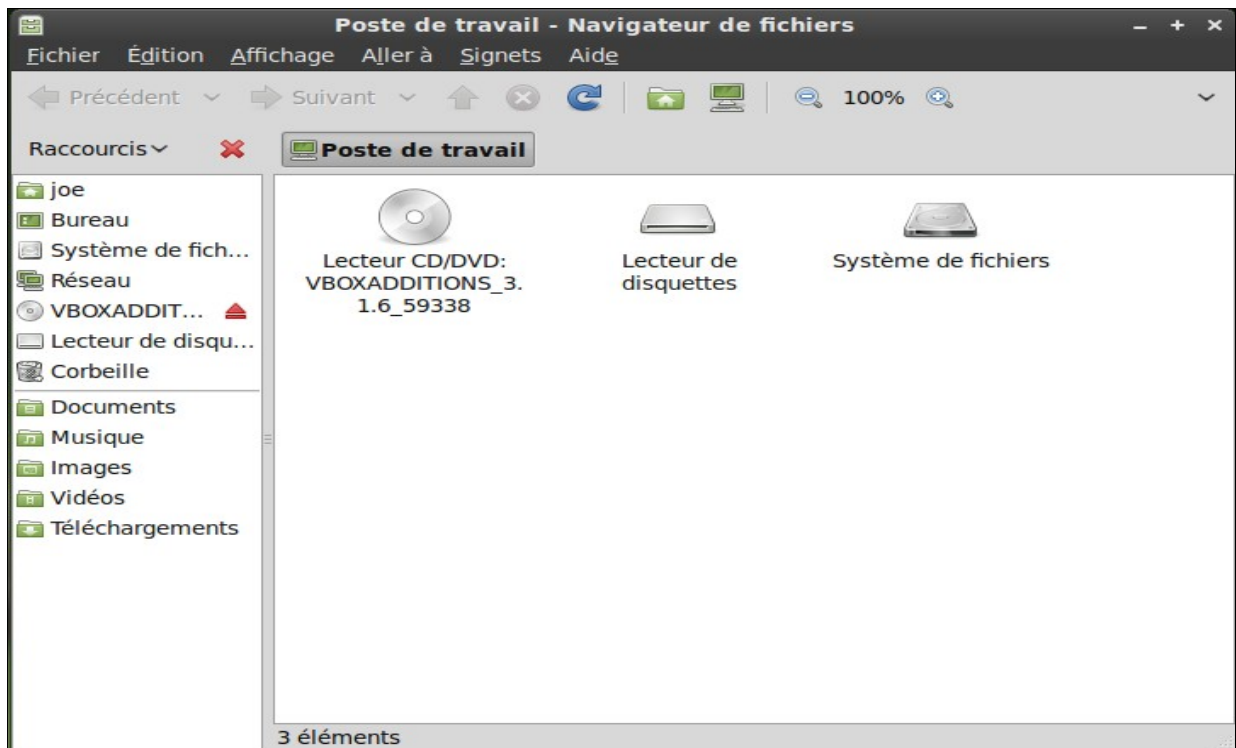 Poste de travail - Navigateur de fichiers
Fichier Édition Affichage Aller à Signets Aide
Précédent Suivant 100%
Raccourcis
Poste de travail
joe
Bureau
Système de fich...
Réseau
VBOXADDIT...
Lecteur de disqu...
Corbeille
Documents
Musique
Images
Vidéos
Téléchargements
Lecteur CD/DVD:
VBOXADDITIONS_3.
1.6_59338
Lecteur de
disquettes
Système de fichiers
3 éléments